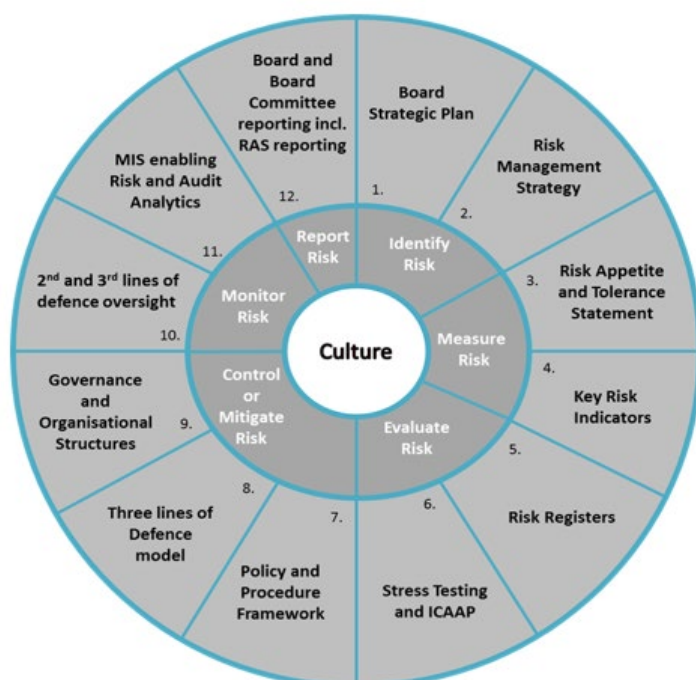 Board and
Board
Committee
reporting incl.
RAS reporting
12.
Board
Strategic Plan
1.
Risk
Management
Strategy
2.
Risk Appetite
and Tolerance
Statement
3.
Key Risk
Indicators
4.
Risk Registers
5.
Stress Testing
and ICAAP
6.
Policy and
Procedure
Framework
7.
Three lines of
Defence
model
8.
Governance
and
Organisational
Structures
9.
2nd and 3rd lines of
defence oversight
10.
MIS enabling
Risk and Audit
Analytics
11.
Report
Risk
Identify
Risk
Measure
Risk
Evaluate Risk
Control
or
Mitigate
Risk
Monitor
Risk
Culture